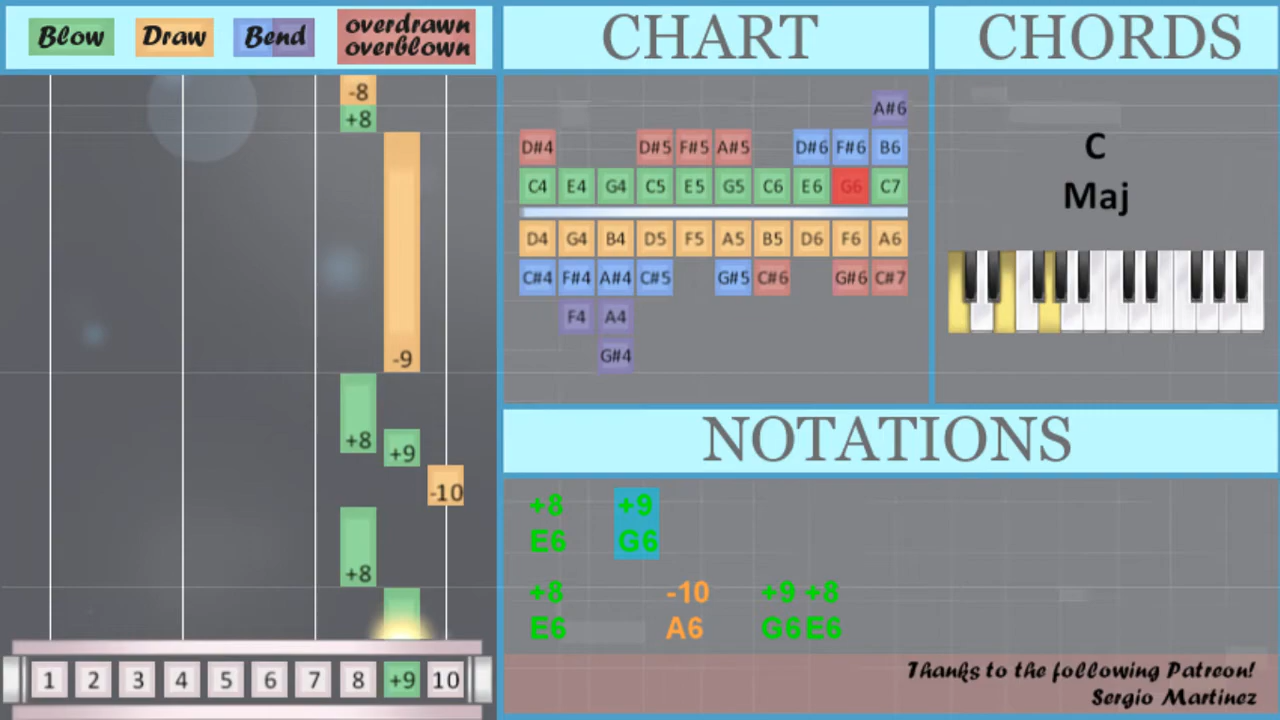 Blow
Draw
Bend
overdrawn
overblown
CHART
CHORDS
-8
+8
-9
+8
+9
-10
+8
1 2 3 4 5 6 7 8 +9 10
A#6
D#4 D#5 F#5 A#5 D#6 F#6 B6
C4 E4 G4 C5 E5 G5 C6 E6 G6 C7
D4 G4 B4 D5 F5 A5 B5 D6 F6 A6
C#4 F#4 A#4 C#5 G#5 C#6 G#6 C#7
F4 A4
G#4
C
Maj
NOTATIONS
+8 +9
E6 G6
+8 -10 +9 +8
E6 A6 G6 E6
Thanks to the following Patreon!
Sergio Martinez